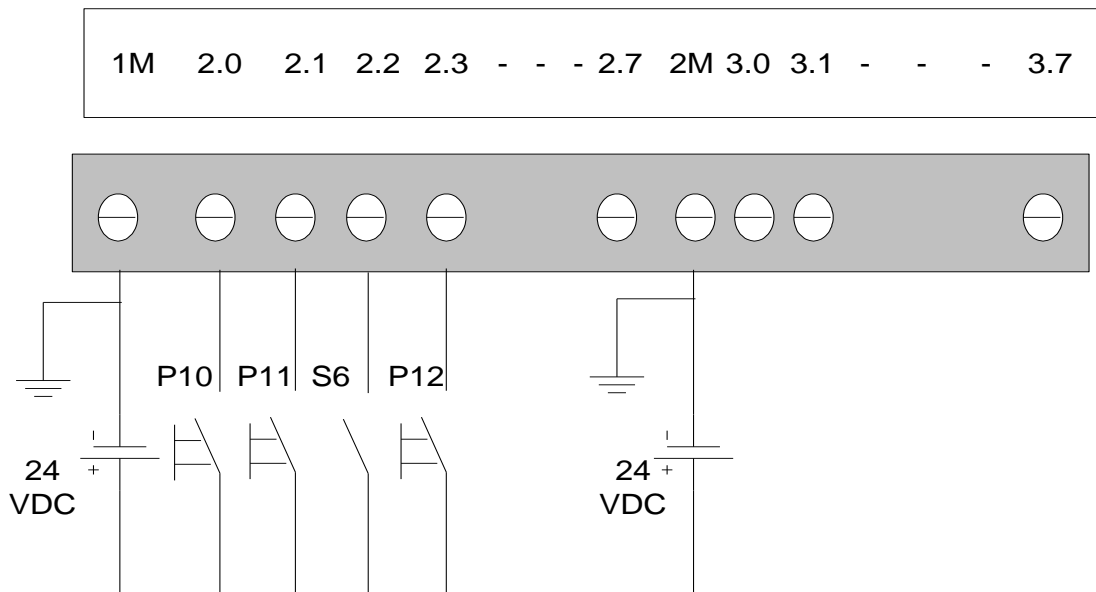 1M 2.0 2.1 2.2 2.3 - - - 2.7 2M 3.0 3.1 - - - 3.7
P10 P11 S6 P12
- -
24 VDC + 24 VDC +